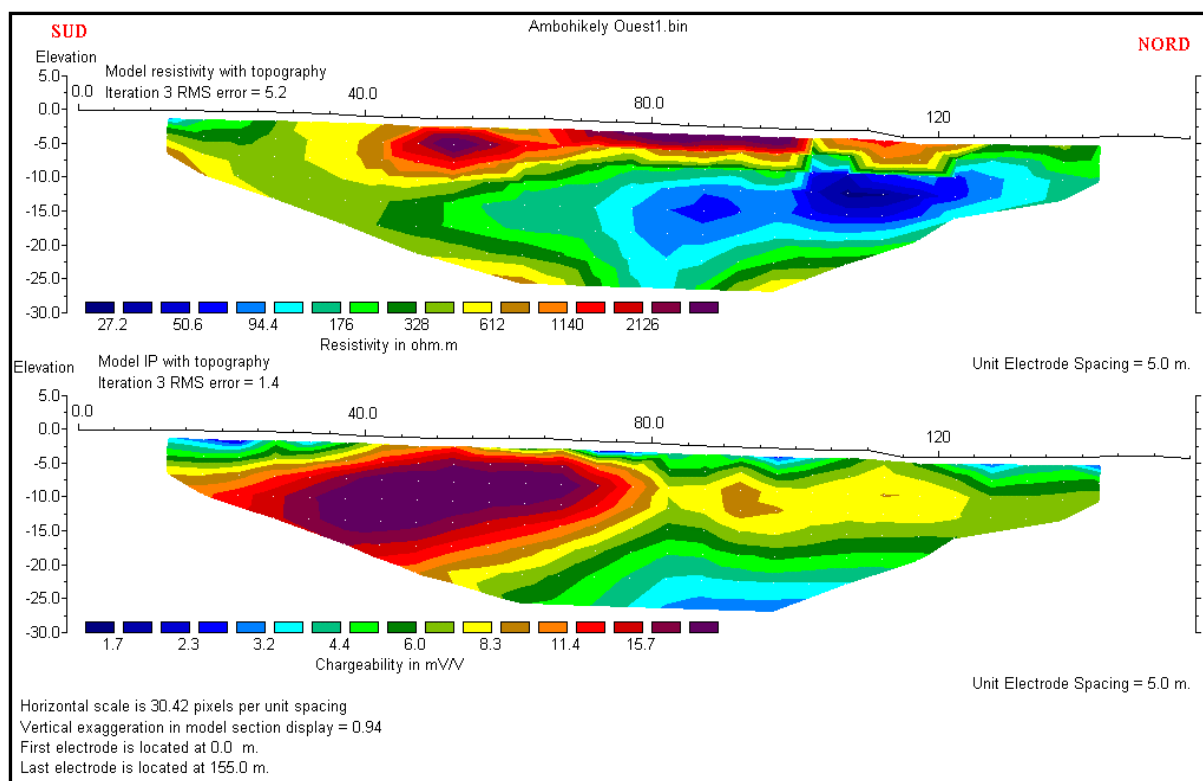 Ambohikely Ouest1.bin
SUD
NORD
Elevation
Model resistivity with topography
Iteration 3 RMS error = 5.2
5.0
0.0
-5.0
-10.0
-15.0
-20.0
-25.0
-30.0
0.0 40.0 80.0 120
27.2 50.6 94.4 176 328 612 1140 2126
Resistivity in ohm.m
Unit Electrode Spacing = 5.0 m.
Elevation
Model IP with topography
Iteration 3 RMS error = 1.4
5.0
0.0
-5.0
-10.0
-15.0
-20.0
-25.0
-30.0
0.0 40.0 80.0 120
1.7 2.3 3.2 4.4 6.0 8.3 11.4 15.7
Chargeability in mV/V
Unit Electrode Spacing = 5.0 m.
Horizontal scale is 30.42 pixels per unit spacing
Vertical exaggeration in model section display = 0.94
First electrode is located at 0.0 m.
Last electrode is located at 155.0 m.